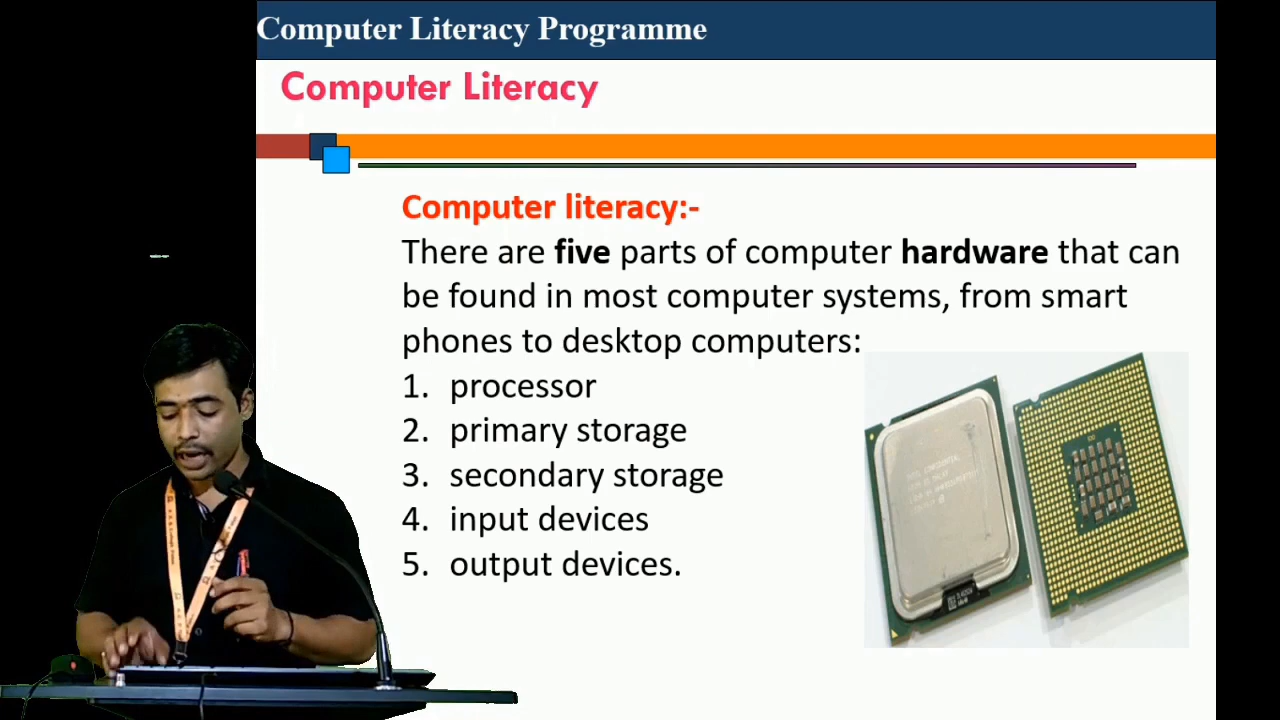 Computer Literacy Programme
Computer Literacy
Computer literacy:-
There are five parts of computer hardware that can
be found in most computer systems, from smart
phones to desktop computers:
1. processor
2. primary storage
3. secondary storage
4. input devices
5. output devices.